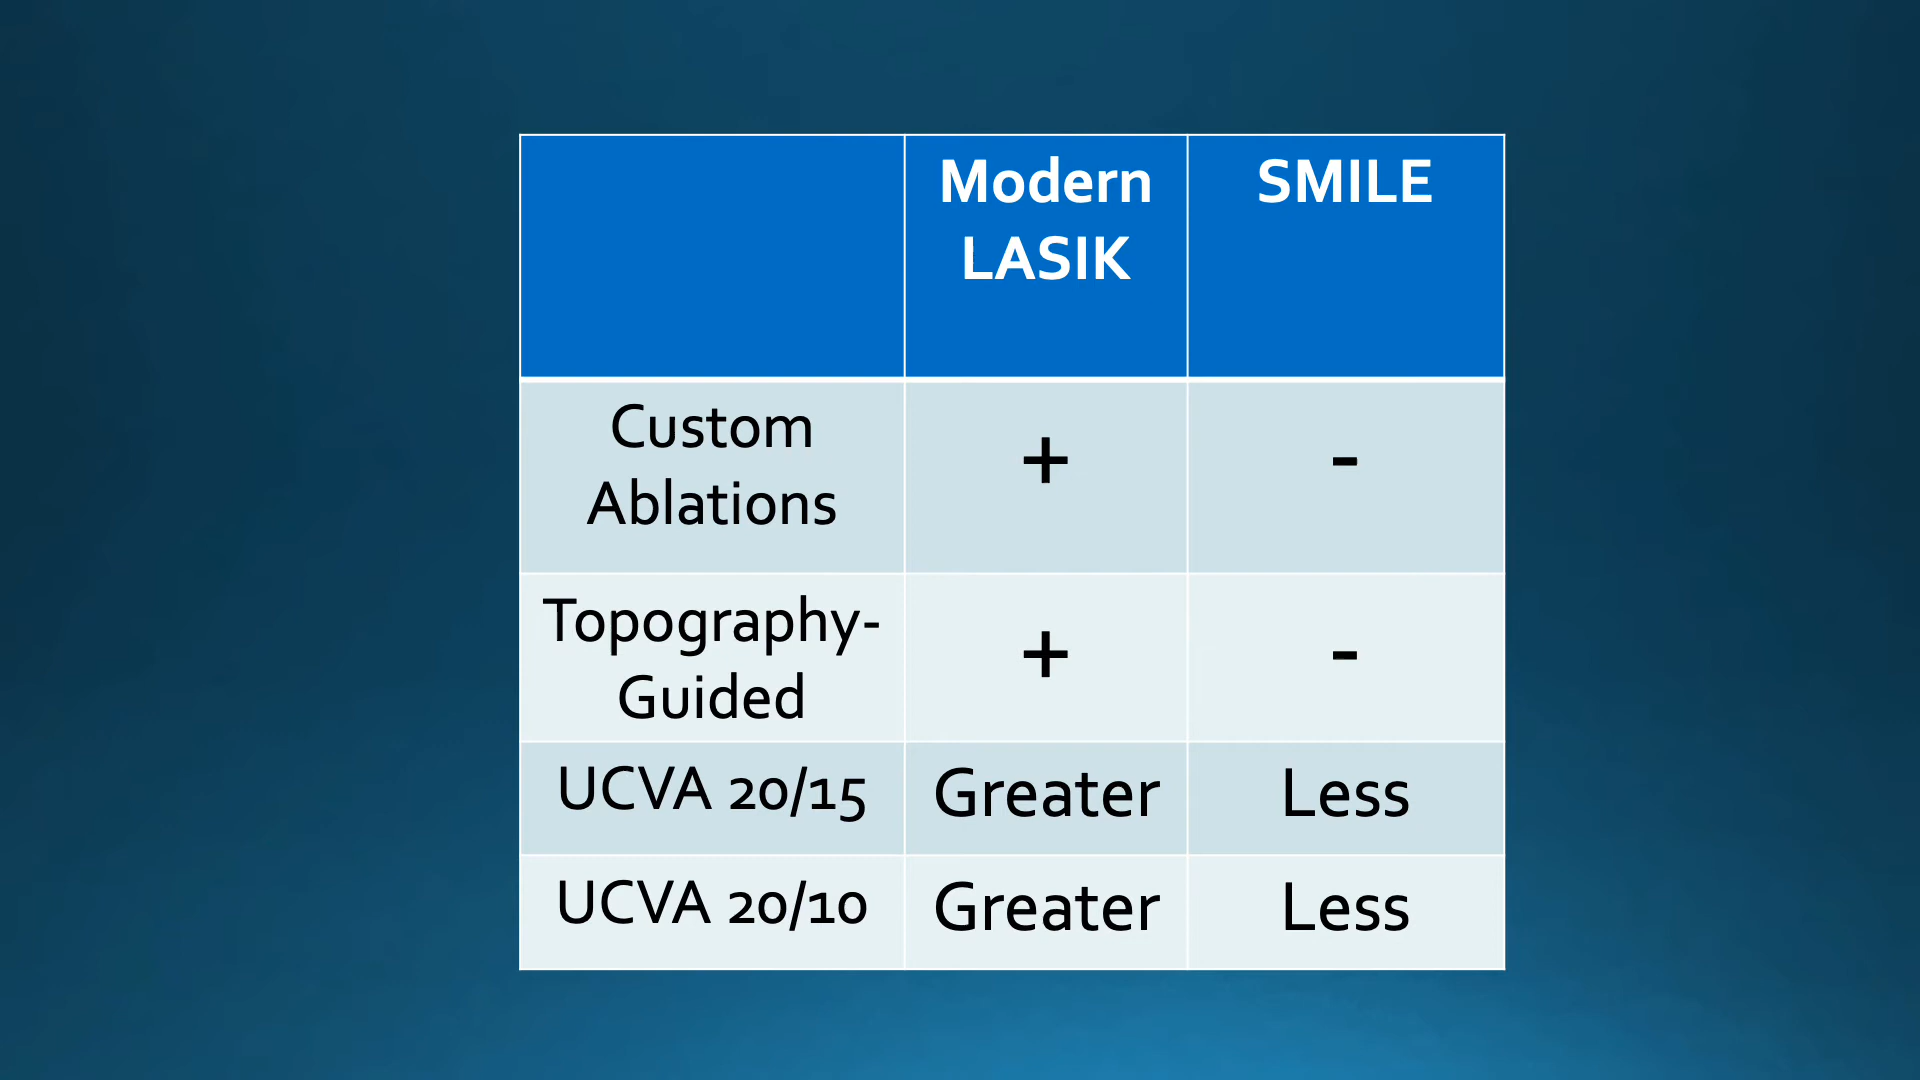 Modern
LASIK
SMILE
Custom
Ablations
+
-
Topography-
Guided
+
-
UCVA 20/15
Greater
Less
UCVA 20/10
Greater
Less